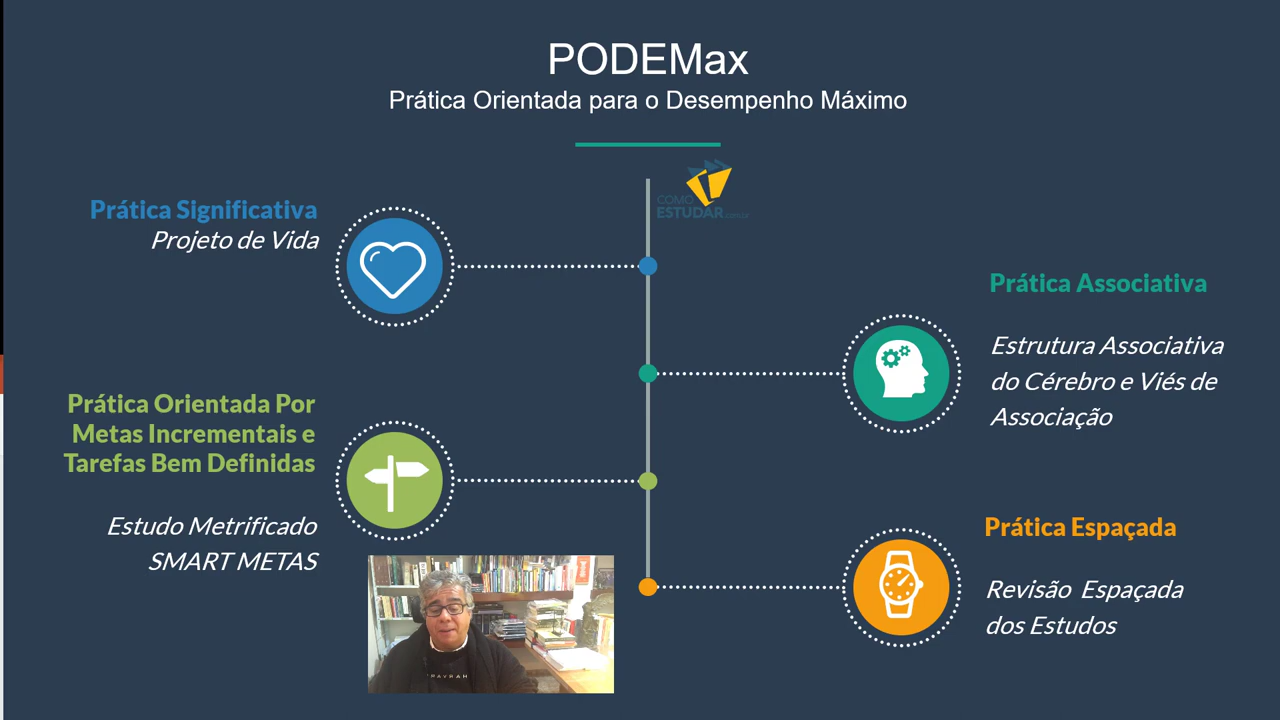 PODEMax
Prática Orientada para o Desempenho Máximo
COMO
ESTUDAR.com.br
Prática Significativa
Projeto de Vida
Prática Associativa
Estrutura Associativa
do Cérebro e Viés de
Associação
Prática Orientada Por
Metas Incrementais e
Tarefas Bem Definidas
Estudo Metrificado
SMART METAS
Prática Espaçada
Revisão Espaçada
dos Estudos